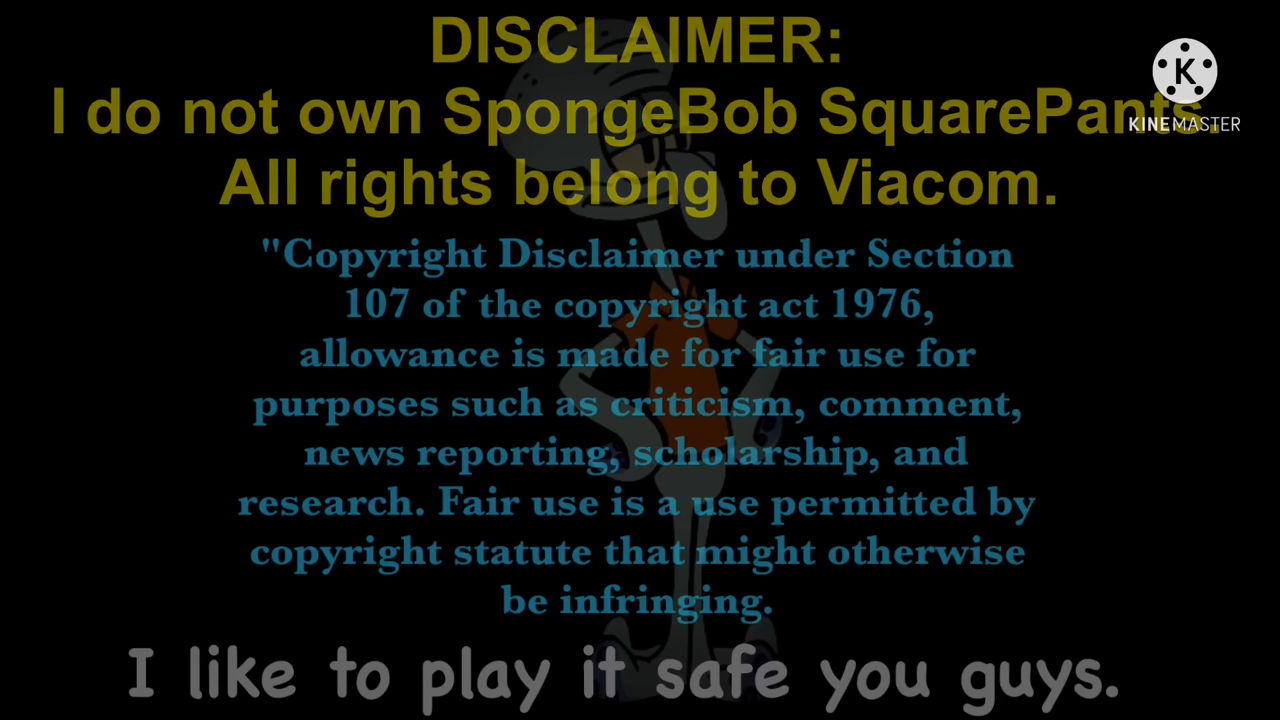 DISCLAIMER:
I do not own SpongeBob SquarePants.
All rights belong to Viacom.
"Copyright Disclaimer under Section
107 of the copyright act 1976,
allowance is made for fair use for
purposes such as criticism, comment,
news reporting, scholarship, and
research. Fair use is a use permitted by
copyright statute that might otherwise
be infringing.
I like to play it safe you guys.
K
KINEMASTER